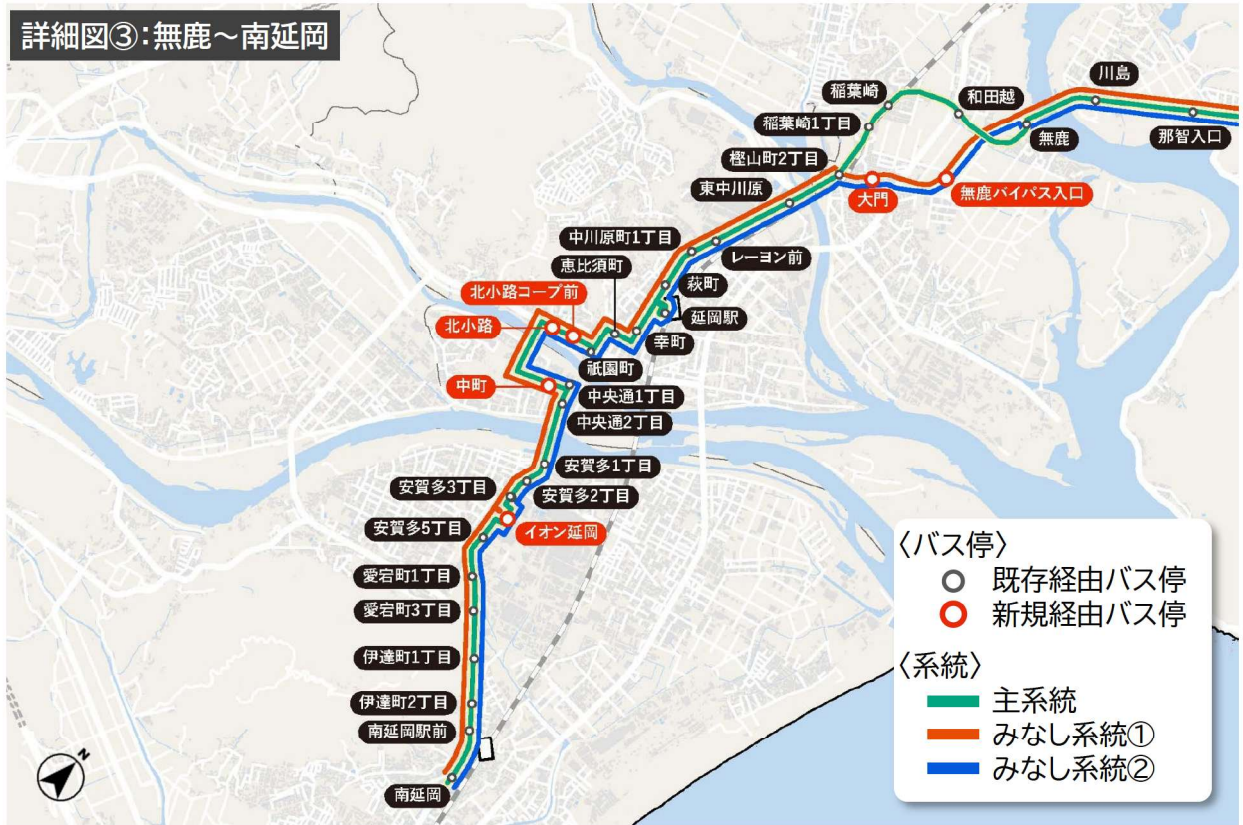 詳細図③:無鹿～南延岡
川島
稲葉崎
和田越
稲葉崎1丁目
無鹿
那智入口
樫山町2丁目
東中川原
大門
無鹿バイパス入口
中川原町1丁目
レーヨン前
恵比須町
萩町
北小路コープ前
延岡駅
北小路
幸町
祇園町
中町
中央通1丁目
中央通2丁目
安賀多1丁目
安賀多3丁目
安賀多2丁目
安賀多5丁目
イオン延岡
愛宕町1丁目
愛宕町3丁目
伊達町1丁目
伊達町2丁目
南延岡駅前
南延岡
N
〈バス停〉
既存経由バス停
新規経由バス停
〈系統〉
主系統
みなし系統①
みなし系統②